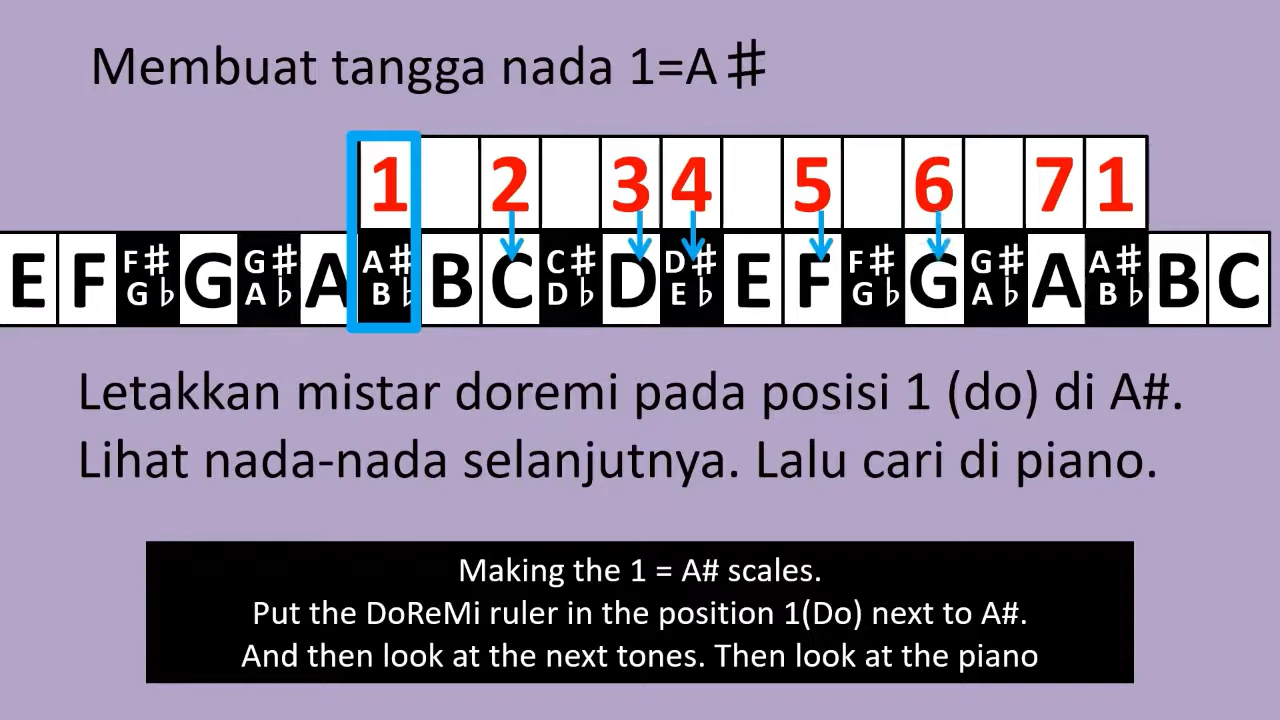 Membuat tangga nada 1=A♯
1 2 3 4 5 6 7 1
E F F♯ G♭ G G♯ A♭ A A♯ B♭ B C C♯ D♭ D D♯ E♭ E F F♯ G♭ G G♯ A♭ A A♯ B♭ B C
Letakkan mistar doremi pada posisi 1 (do) di A#.
Lihat nada-nada selanjutnya. Lalu cari di piano.
Making the 1 = A# scales.
Put the DoReMi ruler in the position 1(Do) next to A#.
And then look at the next tones. Then look at the piano